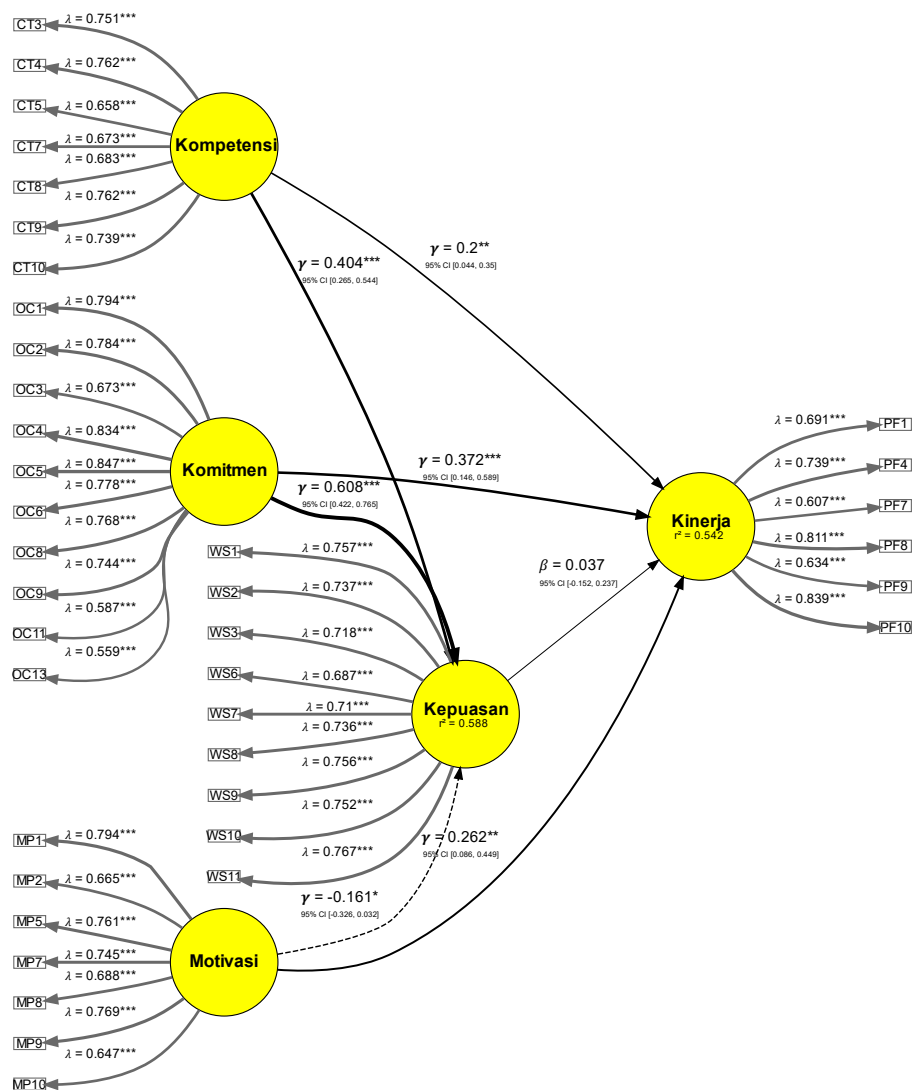 CT3
λ = 0.751***
CT4
λ = 0.762***
CT5
λ = 0.658***
CT7
λ = 0.673***
CT8
λ = 0.683***
CT9
λ = 0.762***
CT10
λ = 0.739***
Kompetensi
γ = 0.404***
95% CI [0.265, 0.544]
γ = 0.2**
95% CI [0.044, 0.35]
OC1
λ = 0.794***
OC2
λ = 0.784***
OC3
λ = 0.673***
OC4
λ = 0.834***
OC5
λ = 0.847***
OC6
λ = 0.778***
OC8
λ = 0.768***
OC9
λ = 0.744***
OC11
λ = 0.587***
OC13
λ = 0.559***
Komitmen
γ = 0.372***
95% CI [0.146, 0.589]
γ = 0.608***
95% CI [0.422, 0.765]
WS1
λ = 0.757***
WS2
λ = 0.737***
WS3
λ = 0.718***
WS6
λ = 0.687***
WS7
λ = 0.71***
WS8
λ = 0.736***
WS9
λ = 0.756***
WS10
λ = 0.752***
WS11
λ = 0.767***
Kepuasan
r² = 0.588
β = 0.037
95% CI [-0.152, 0.237]
Kinerja
r² = 0.542
λ = 0.691***
PF1
λ = 0.739***
PF4
λ = 0.607***
PF7
λ = 0.811***
PF8
λ = 0.634***
PF9
λ = 0.839***
PF10
γ = 0.262**
95% CI [0.086, 0.449]
γ = -0.161*
95% CI [-0.326, 0.032]
MP1
λ = 0.794***
MP2
λ = 0.665***
MP5
λ = 0.761***
MP7
λ = 0.745***
MP8
λ = 0.688***
MP9
λ = 0.769***
MP10
λ = 0.647***
Motivasi